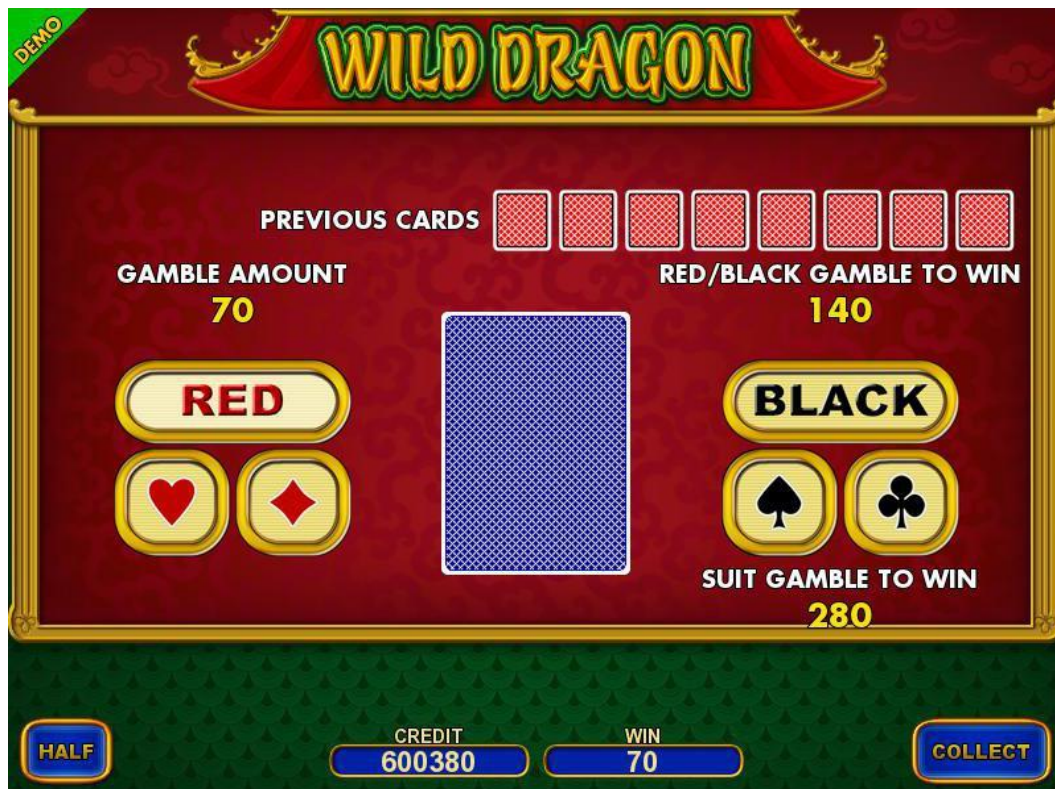 DEMO
WILD DRAGON
PREVIOUS CARDS
GAMBLE AMOUNT
70
RED/BLACK GAMBLE TO WIN
140
RED
BLACK
SUIT GAMBLE TO WIN
280
HALF
CREDIT
600380
WIN
70
COLLECT